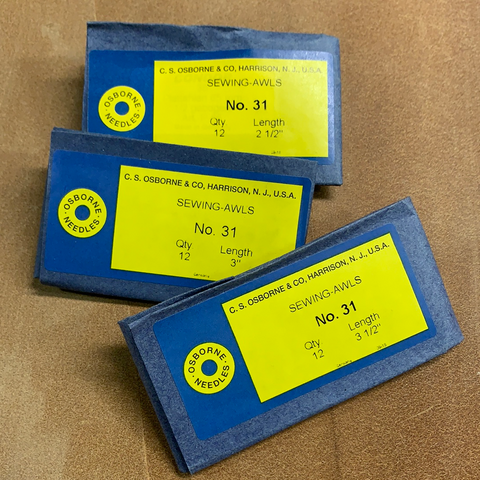 C. S. OSBORNE & CO, HARRISON, N. J., U.S.A.
SEWING-AWLS
No. 31
Qty Length
12 2 1/2"
OSBORNE
NEEDLES
C. S. OSBORNE & CO, HARRISON, N. J., U.S.A.
SEWING-AWLS
No. 31
Qty Length
12 3"
OSBORNE
NEEDLES
C. S. OSBORNE & CO, HARRISON, N. J., U.S.A.
SEWING-AWLS
No. 31
Qty Length
12 3 1/2"
OSBORNE
NEEDLES